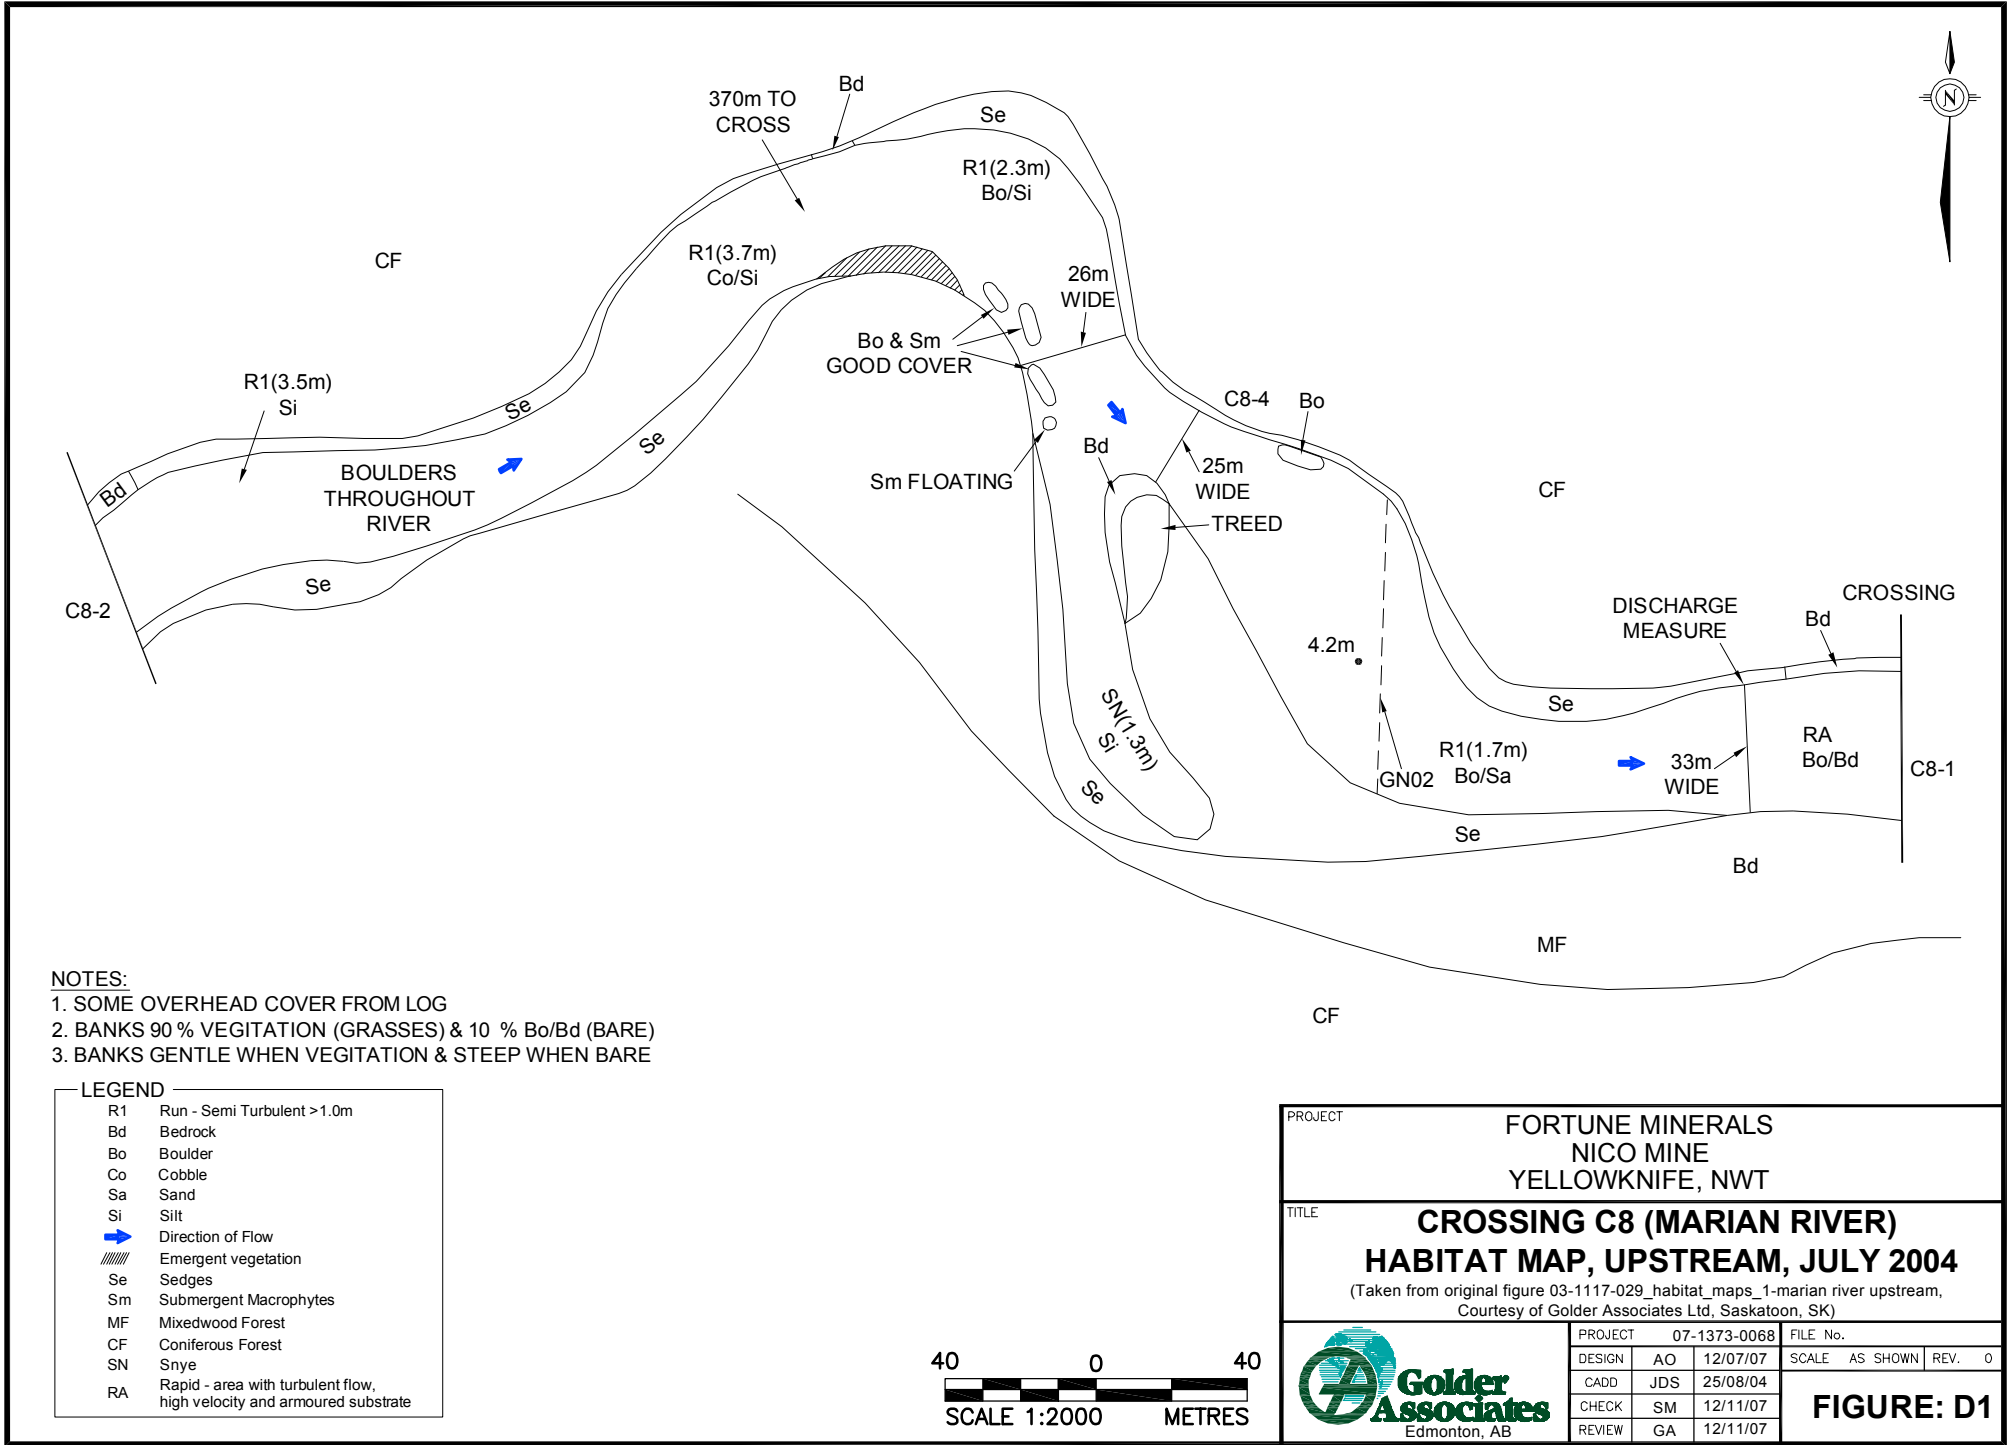 370m TO
CROSS
Bd
Se
N
R1(2.3m)
Bo/Si
CF
R1(3.7m)
Co/Si
26m
WIDE
Bo & Sm
GOOD COVER
R1(3.5m)
Si
Se
Se
C8-4
Bo
Bd
Sm FLOATING
25m
WIDE
CF
Bd
BOULDERS
THROUGHOUT
RIVER
TREED
Se
C8-2
CROSSING
DISCHARGE
MEASURE
Bd
4.2m
SN(1.3m)
Si
Se
Se
R1(1.7m)
Bo/Sa
GN02
33m
WIDE
RA
Bo/Bd
C8-1
Se
Bd
MF
CF
NOTES:
1. SOME OVERHEAD COVER FROM LOG
2. BANKS 90 % VEGITATION (GRASSES) & 10 % Bo/Bd (BARE)
3. BANKS GENTLE WHEN VEGITATION & STEEP WHEN BARE
LEGEND
R1 Run - Semi Turbulent >1.0m
Bd Bedrock
Bo Boulder
Co Cobble
Sa Sand
Si Silt
Direction of Flow
Emergent vegetation
Se Sedges
Sm Submergent Macrophytes
MF Mixedwood Forest
CF Coniferous Forest
SN Snye
RA Rapid - area with turbulent flow,
high velocity and armoured substrate
40 0 40
SCALE 1:2000 METRES
PROJECT
FORTUNE MINERALS
NICO MINE
YELLOWKNIFE, NWT
TITLE
CROSSING C8 (MARIAN RIVER)
HABITAT MAP, UPSTREAM, JULY 2004
(Taken from original figure 03-1117-029_habitat_maps_1-marian river upstream,
Courtesy of Golder Associates Ltd, Saskatoon, SK)
Golder
Associates
Edmonton, AB
PROJECT 07-1373-0068 FILE No.
DESIGN AO 12/07/07 SCALE AS SHOWN REV. 0
CADD JDS 25/08/04
CHECK SM 12/11/07
REVIEW GA 12/11/07
FIGURE: D1